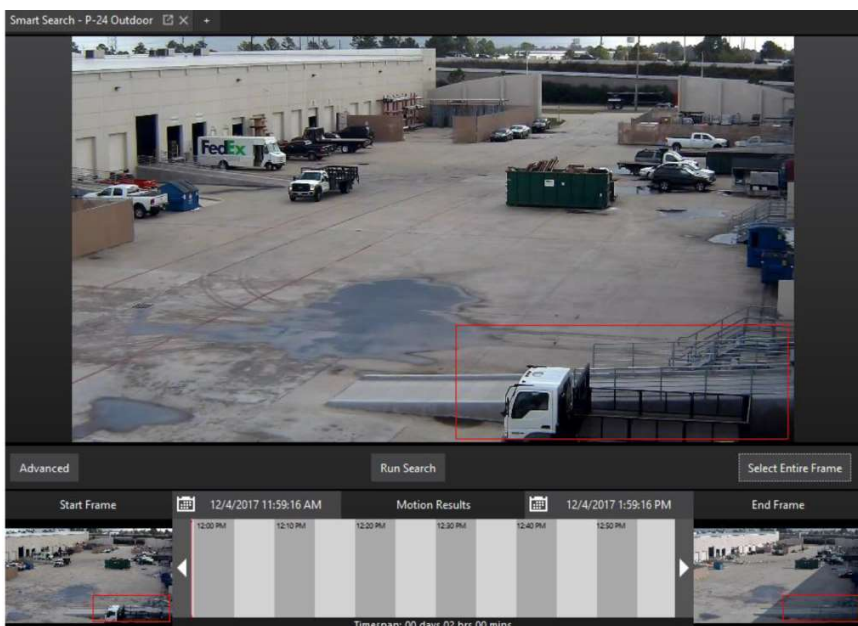 Smart Search - P-24 Outdoor
FedEx
Advanced
Run Search
Select Entire Frame
Start Frame
12/4/2017 11:59:16 AM
Motion Results
12/4/2017 1:59:16 PM
End Frame
12:00 PM
12:10 PM
12:20 PM
12:30 PM
12:40 PM
12:50 PM
Timespan: 00 days 02 hrs 00 mins